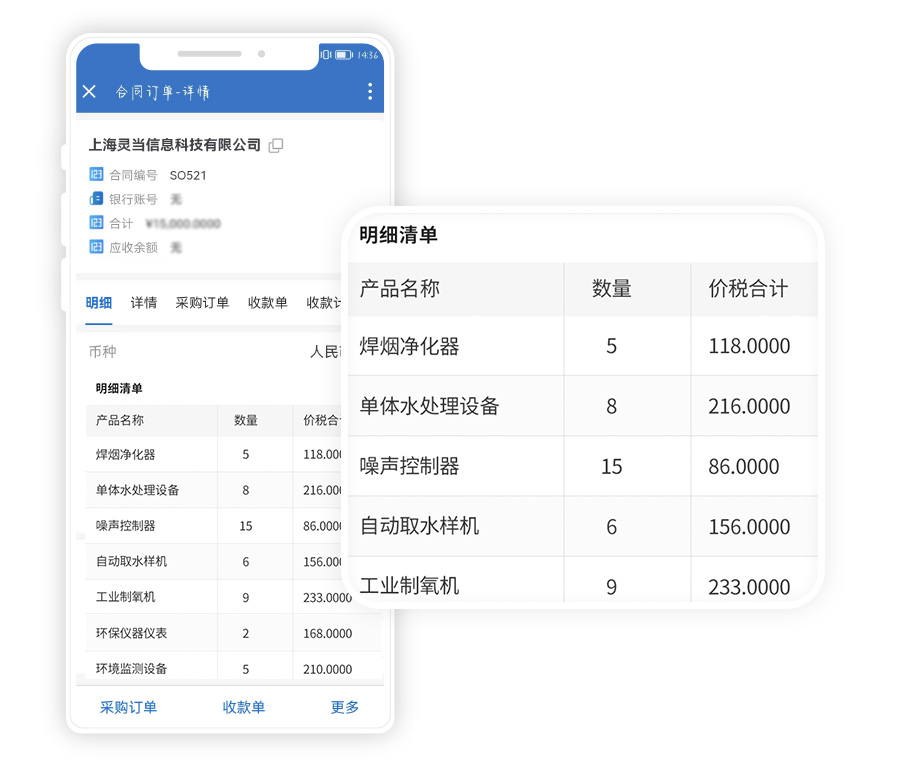 14:36
合同订单-详情
上海灵当信息科技有限公司
合同编号 SO521
银行账号 无
合计 ¥15,000.0000
应收余额 无
明细 详情 采购订单 收款单 收款计
币种 人民币
明细清单
产品名称 数量 价税合计
焊烟净化器 5 118.0000
单体水处理设备 8 216.0000
噪声控制器 15 86.0000
自动取水样机 6 156.0000
工业制氧机 9 233.0000
环保仪器仪表 2 168.0000
环境监测设备 5 210.0000
采购订单 收款单 更多
明细清单
产品名称 数量 价税合计
焊烟净化器 5 118.0000
单体水处理设备 8 216.0000
噪声控制器 15 86.0000
自动取水样机 6 156.0000
工业制氧机 9 233.0000